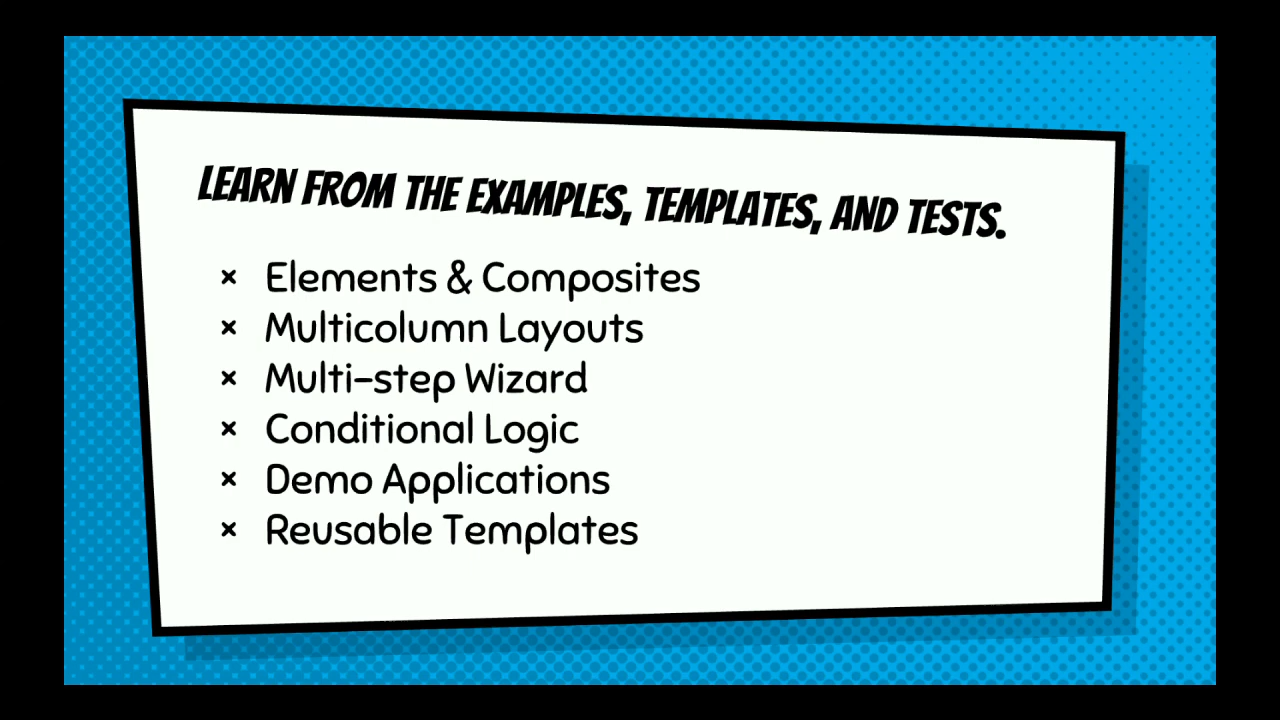 LEARN FROM THE EXAMPLES, TEMPLATES, AND TESTS.
× Elements & Composites
× Multicolumn Layouts
× Multi-step Wizard
× Conditional Logic
× Demo Applications
× Reusable Templates